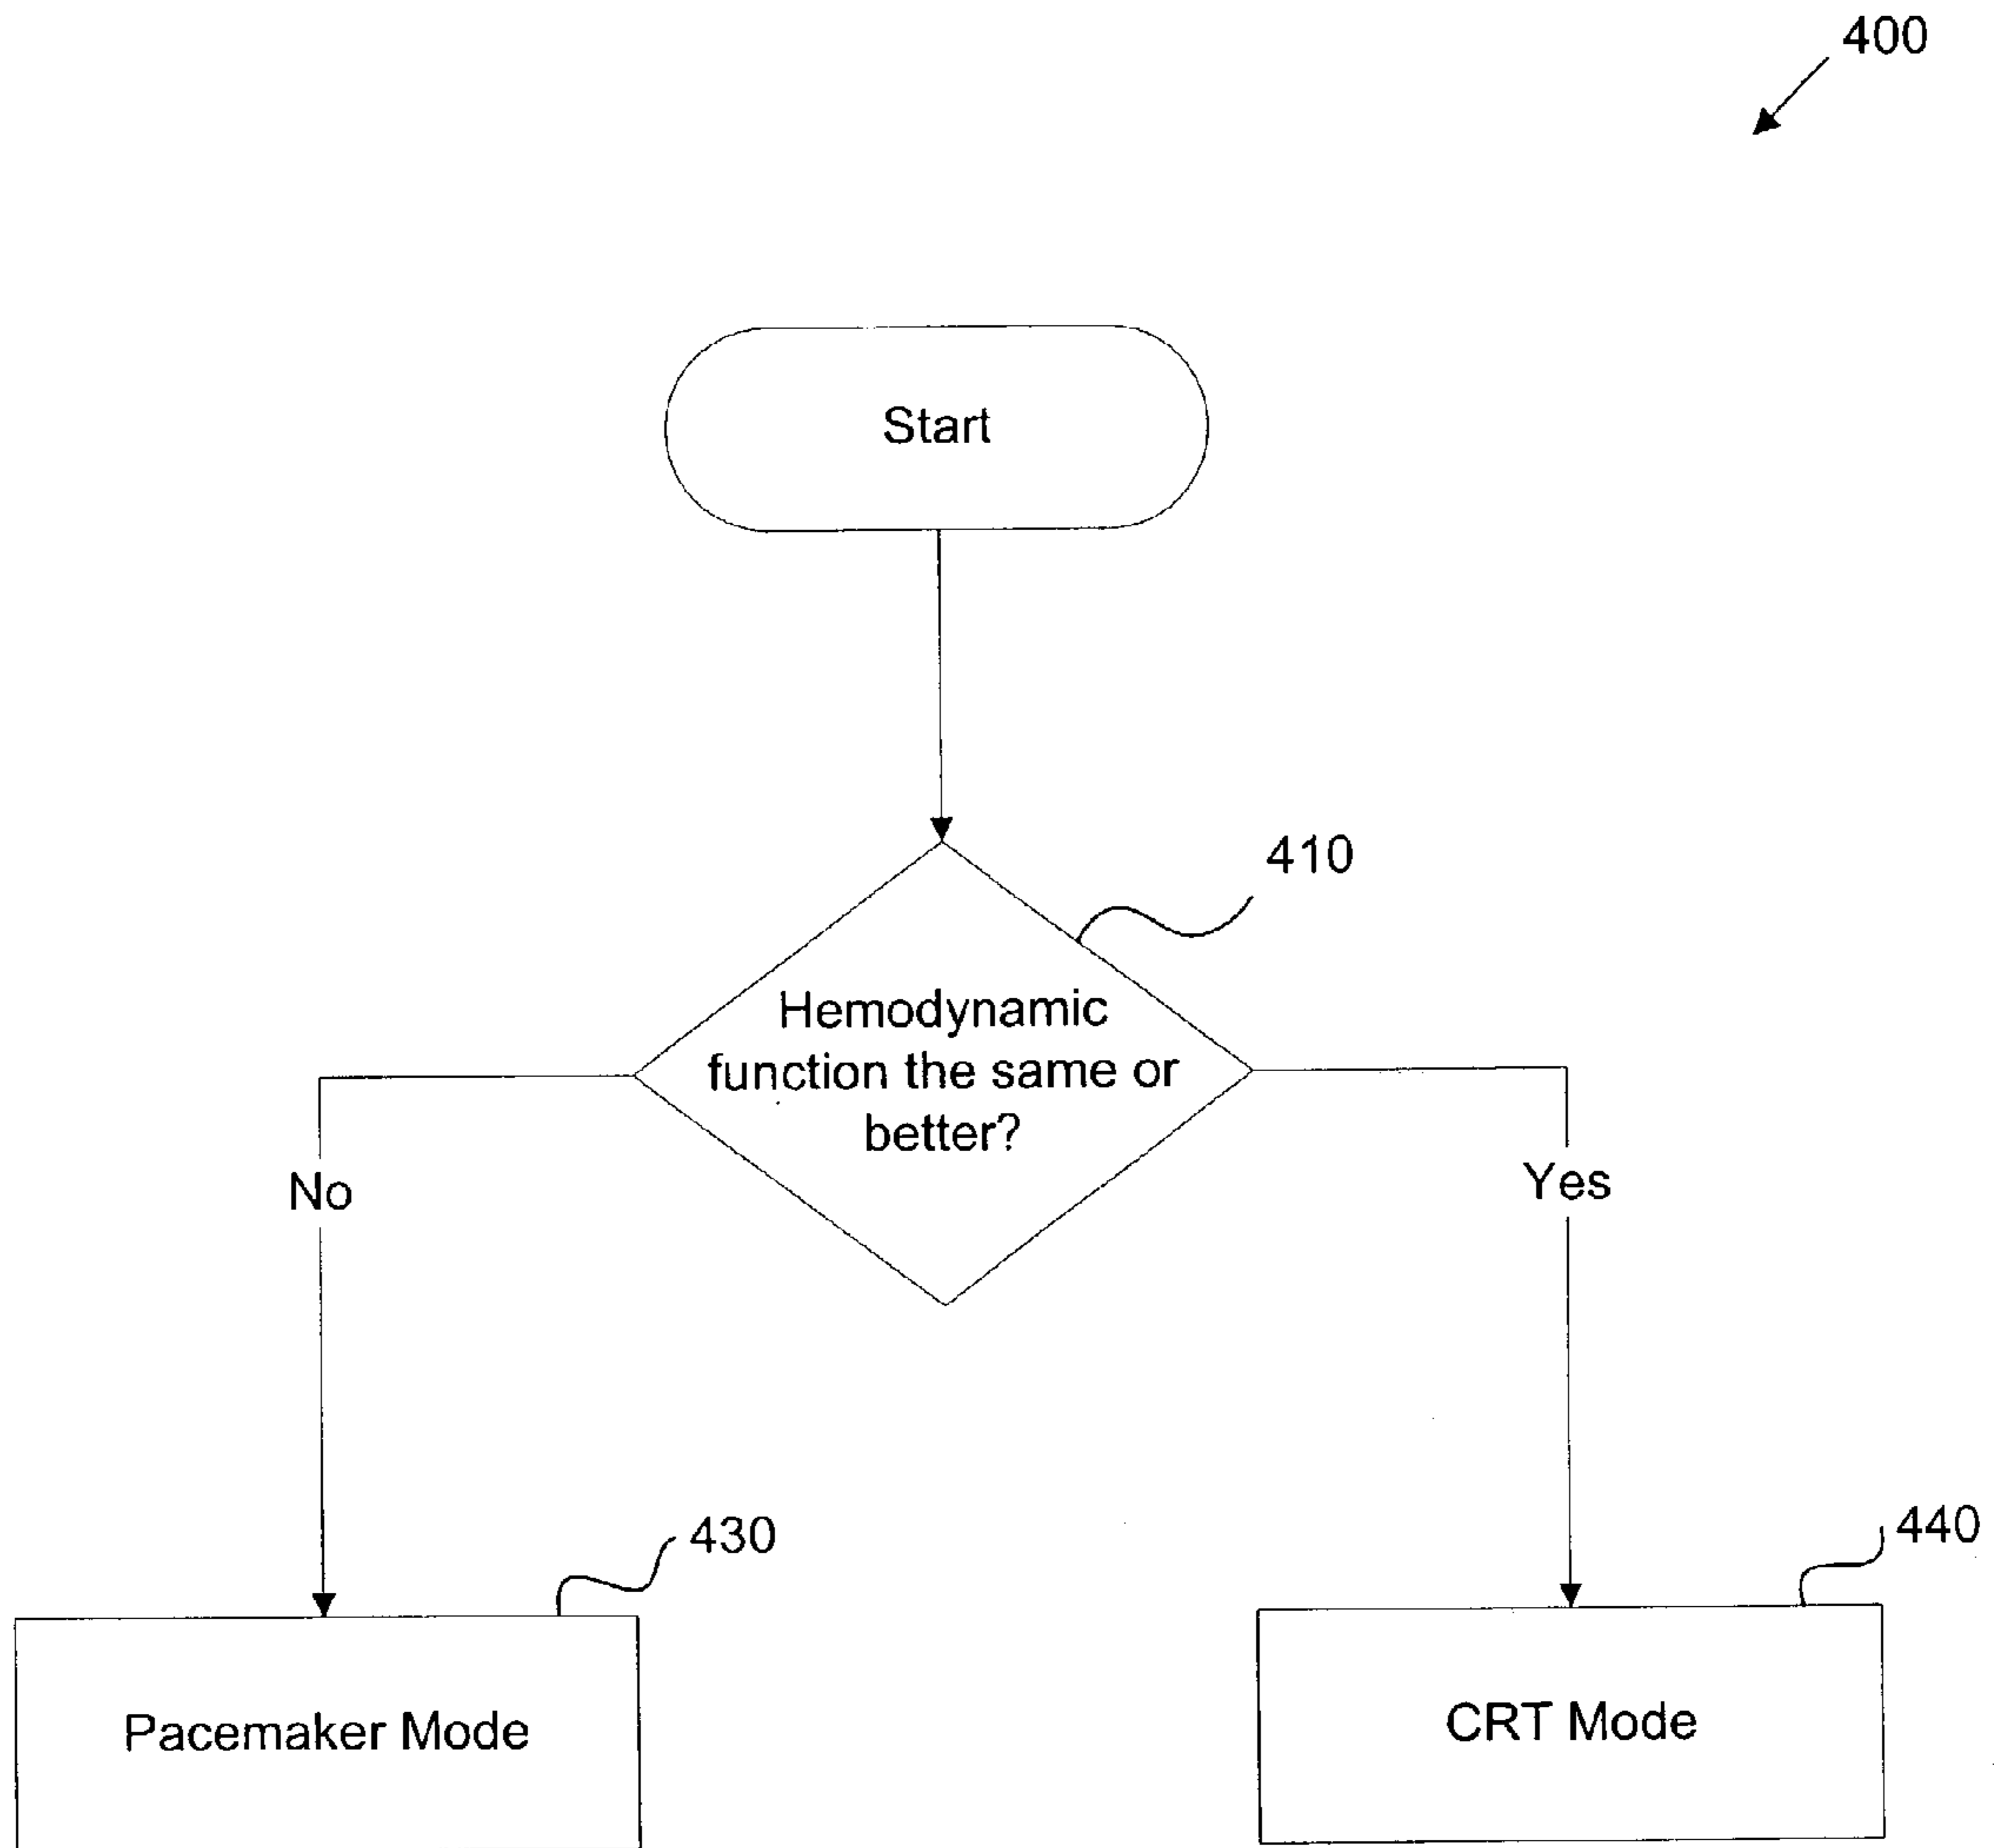 400
Start
410
Hemodynamic
function the same or
better?
No
Yes
430
440
Pacemaker Mode
CRT Mode